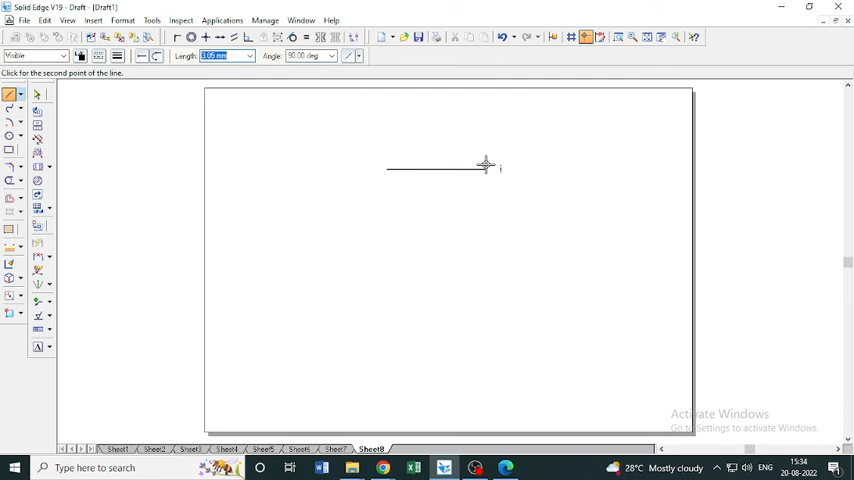 Solid Edge V19 - Draft - [Draft1]
File Edit View Insert Format Tools Inspect Applications Manage Window Help
Visible Length: 3.05 mm Angle: 90.00 deg
Click for the second point of the line.
A
Activate Windows
Go to Settings to activate Windows.
Sheet1 Sheet2 Sheet3 Sheet4 Sheet5 Sheet6 Sheet7 Sheet8
Type here to search
28°C Mostly cloudy ENG 15:34
20-08-2022